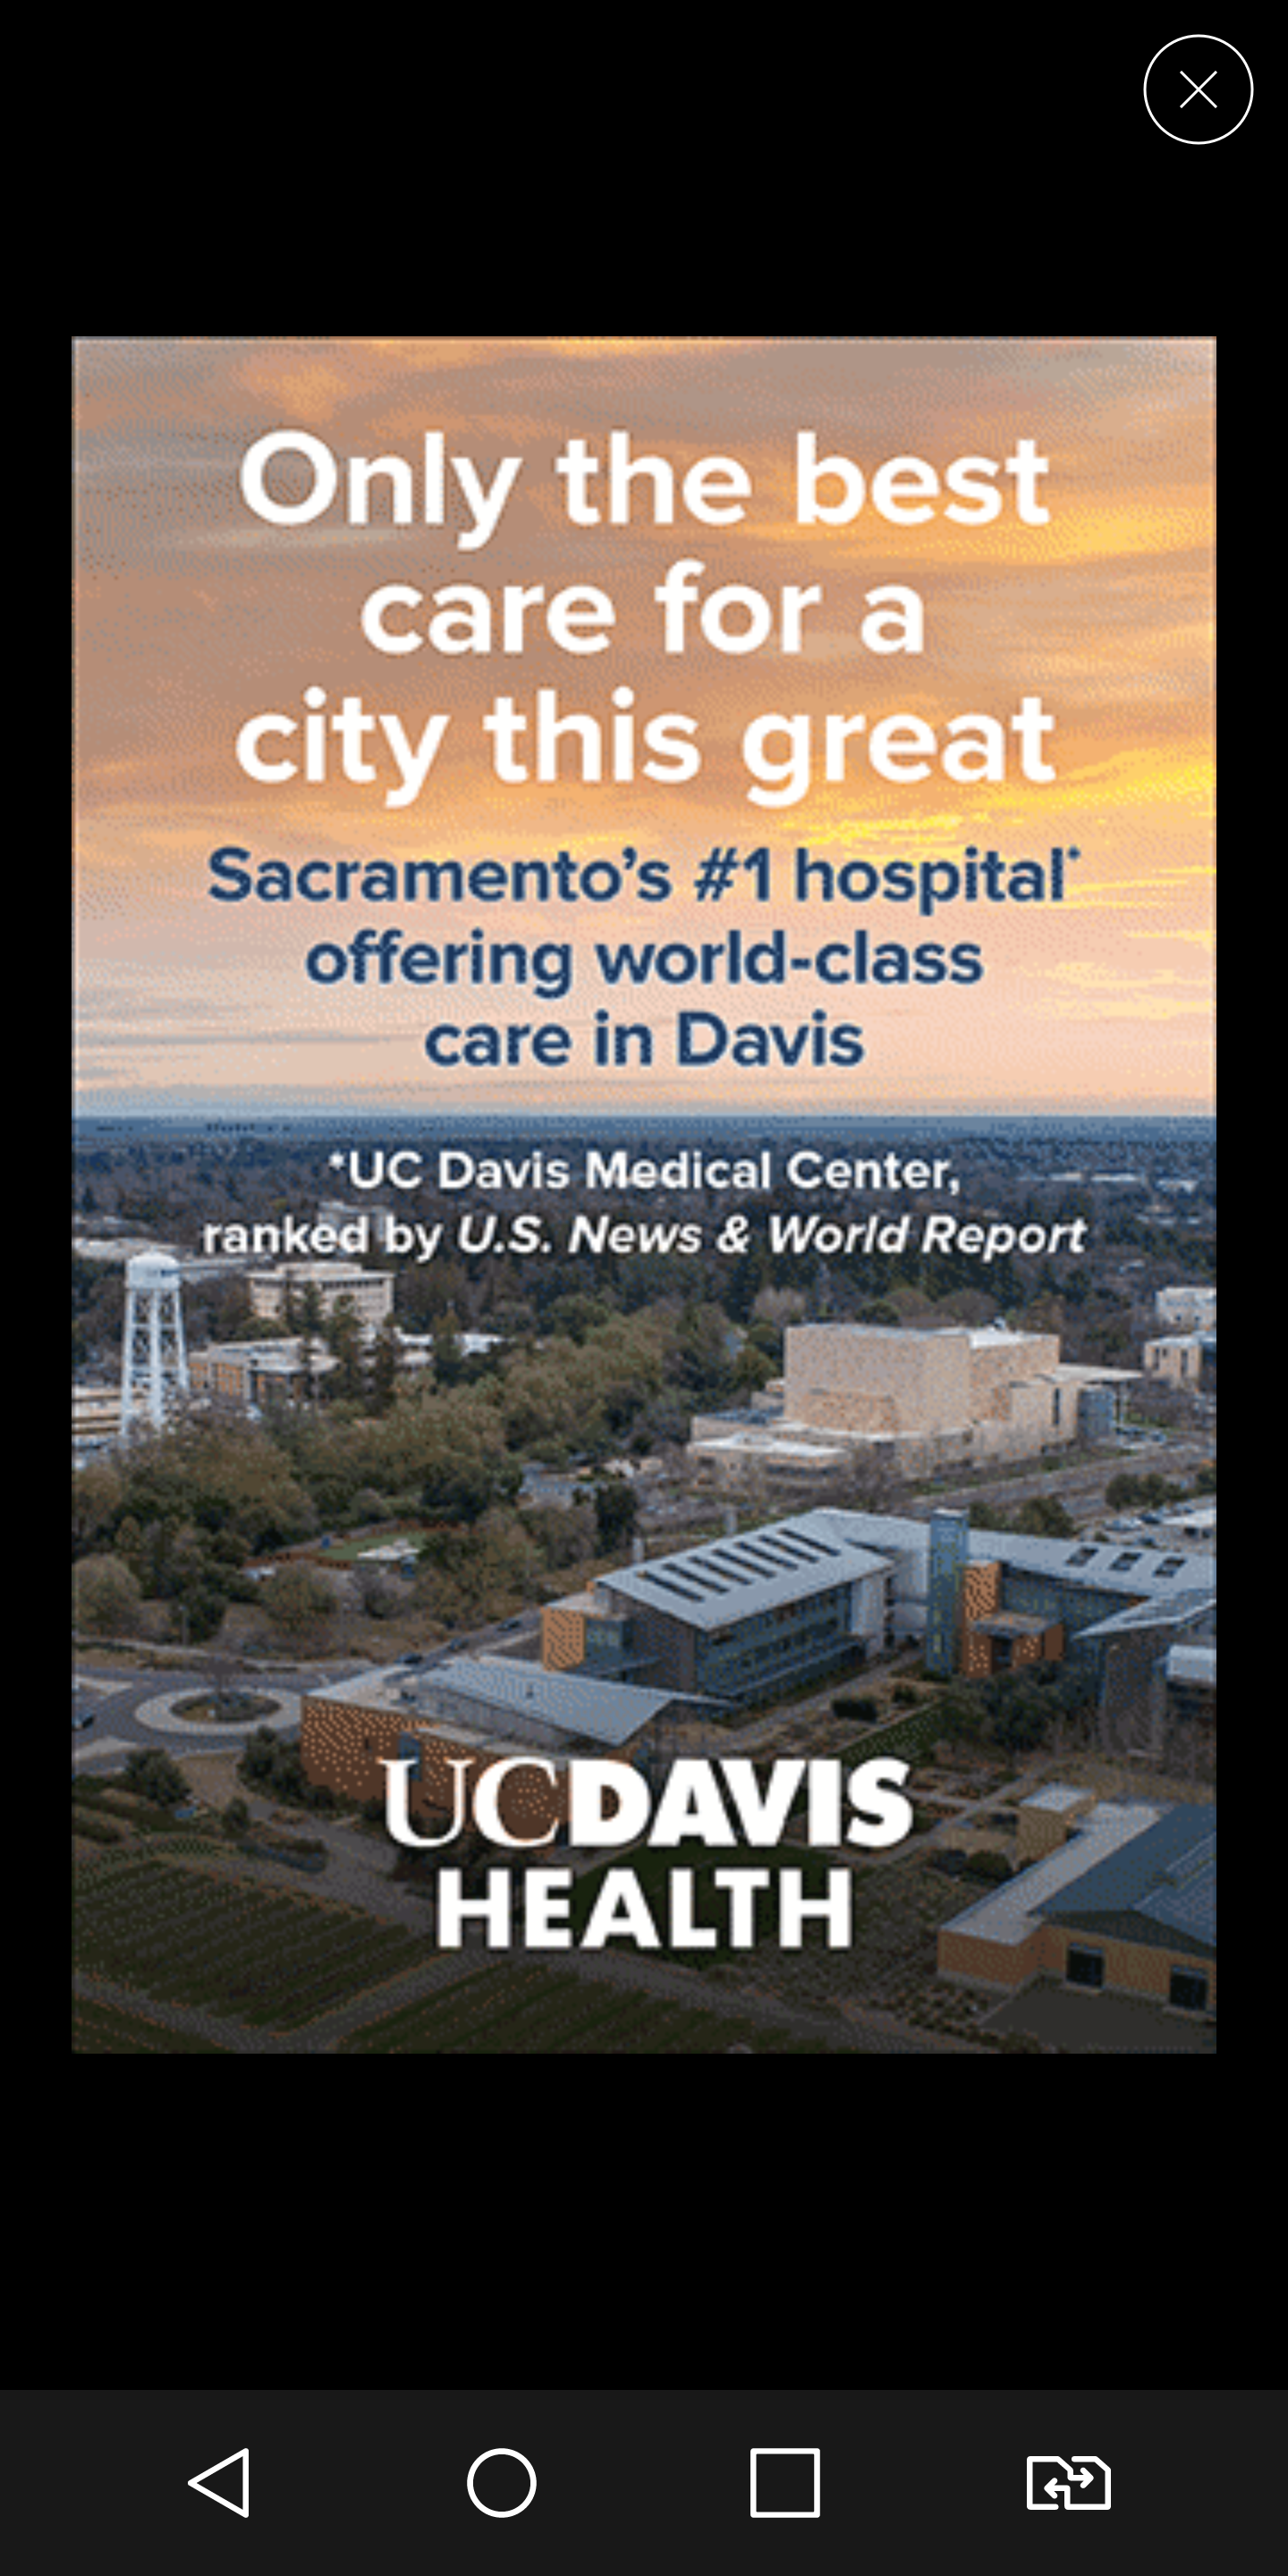 Only the best
care for a
city this great
Sacramento’s #1 hospital*
offering world-class
care in Davis
*UC Davis Medical Center,
ranked by U.S. News & World Report
UCDAVIS
HEALTH